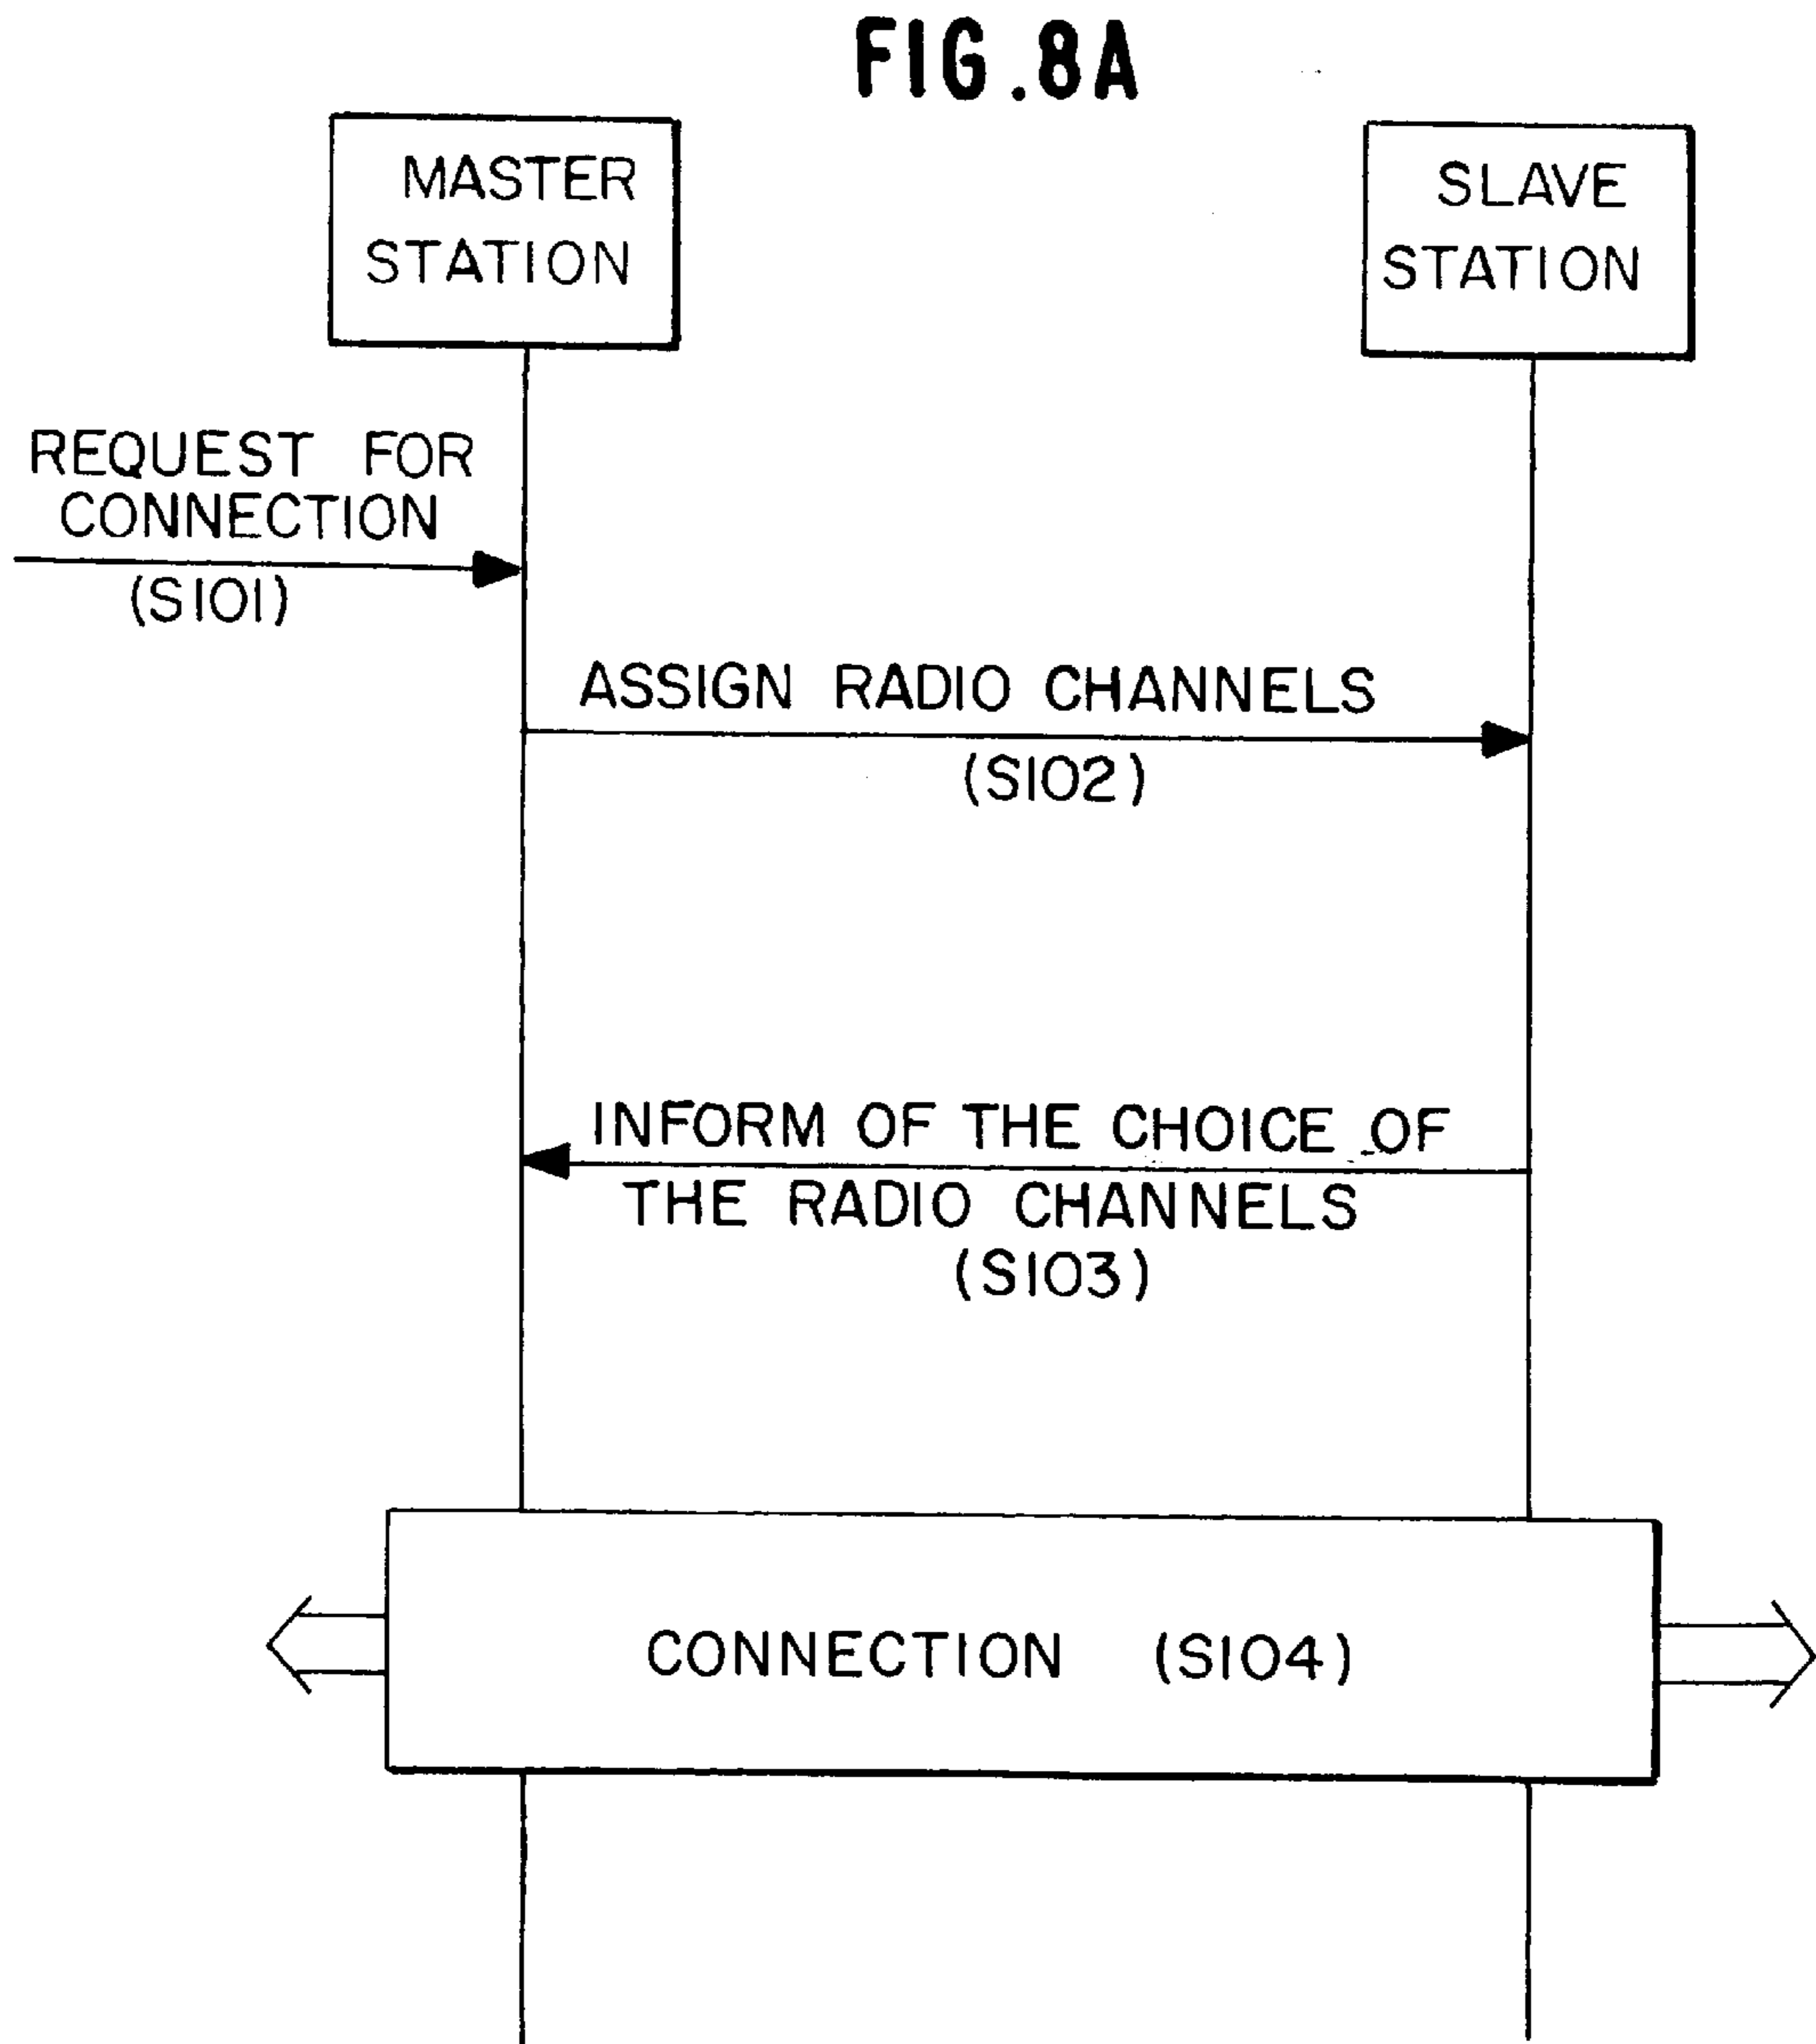 FIG.8A
MASTER
STATION
SLAVE
STATION
REQUEST FOR
CONNECTION
(S101)
ASSIGN RADIO CHANNELS
(S102)
INFORM OF THE CHOICE OF
THE RADIO CHANNELS
(S103)
CONNECTION (S104)